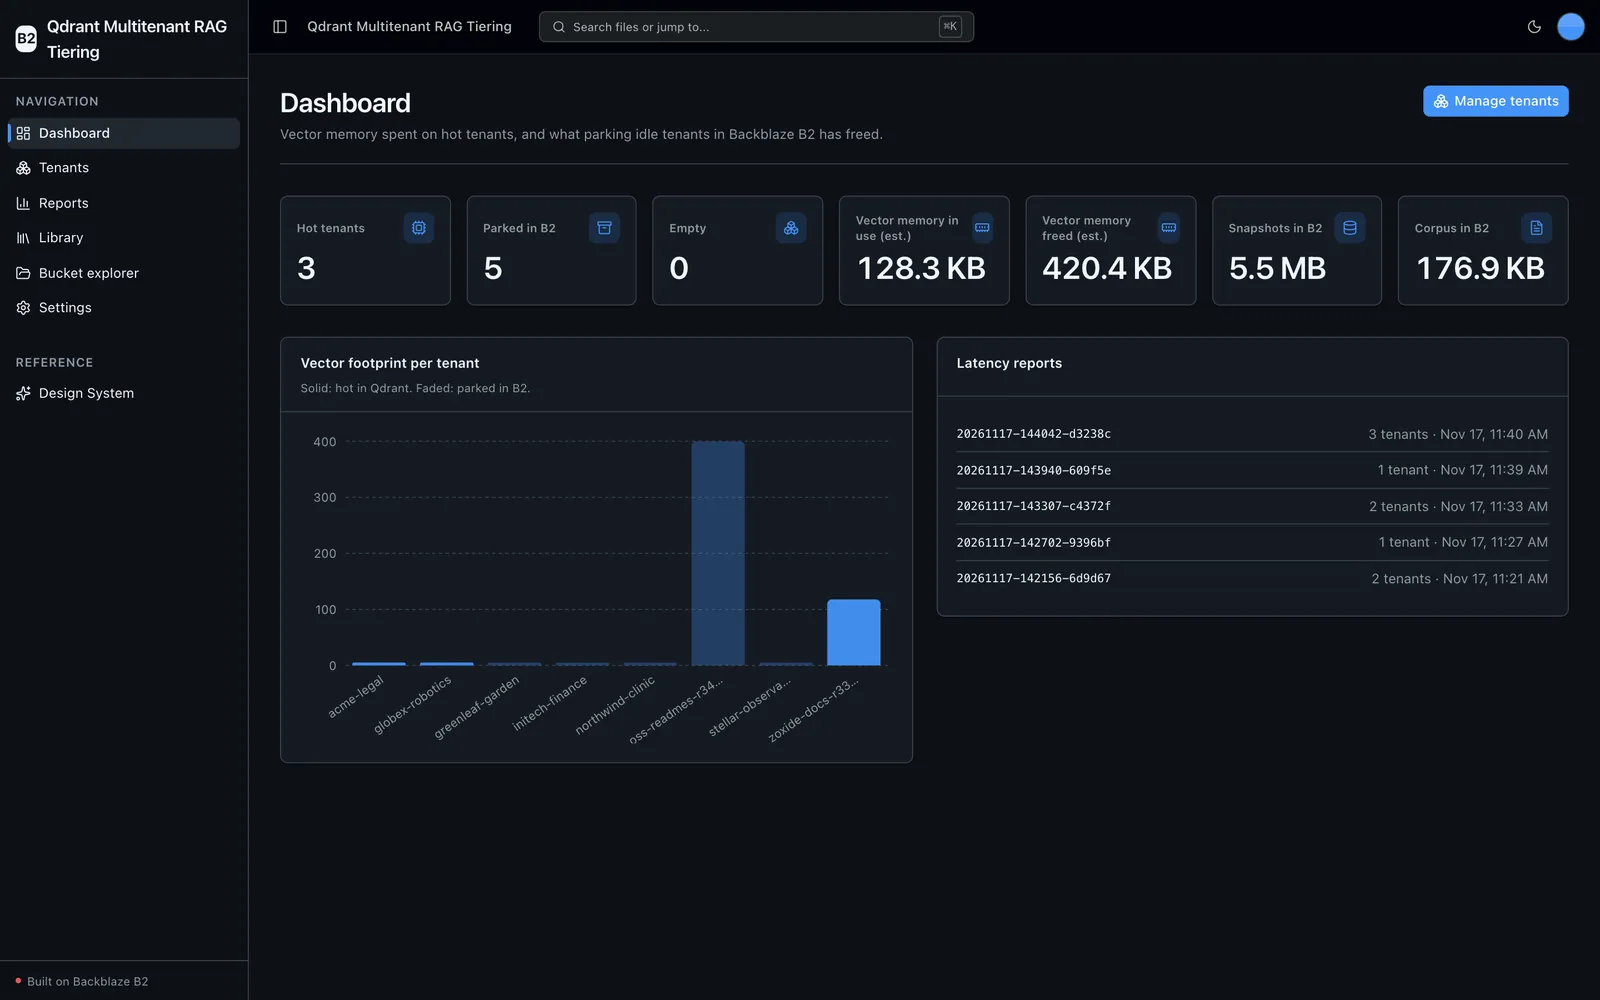 B2
Qdrant Multitenant RAG
Tiering
Qdrant Multitenant RAG Tiering
Search files or jump to...
⌘K
NAVIGATION
Dashboard
Tenants
Reports
Library
Bucket explorer
Settings
REFERENCE
Design System
Built on Backblaze B2
Dashboard
Vector memory spent on hot tenants, and what parking idle tenants in Backblaze B2 has freed.
Manage tenants
Hot tenants
3
Parked in B2
5
Empty
0
Vector memory in
use (est.)
128.3 KB
Vector memory
freed (est.)
420.4 KB
Snapshots in B2
5.5 MB
Corpus in B2
176.9 KB
Vector footprint per tenant
Solid: hot in Qdrant. Faded: parked in B2.
400
300
200
100
0
acme-legal
globex-robotics
greenleaf-garden
initech-finance
northwind-clinic
oss-readmes-r34...
stellar-observa...
zoxide-docs-r33...
Latency reports
20261117-144042-d3238c
3 tenants · Nov 17, 11:40 AM
20261117-143940-609f5e
1 tenant · Nov 17, 11:39 AM
20261117-143307-c4372f
2 tenants · Nov 17, 11:33 AM
20261117-142702-9396bf
1 tenant · Nov 17, 11:27 AM
20261117-142156-6d9d67
2 tenants · Nov 17, 11:21 AM